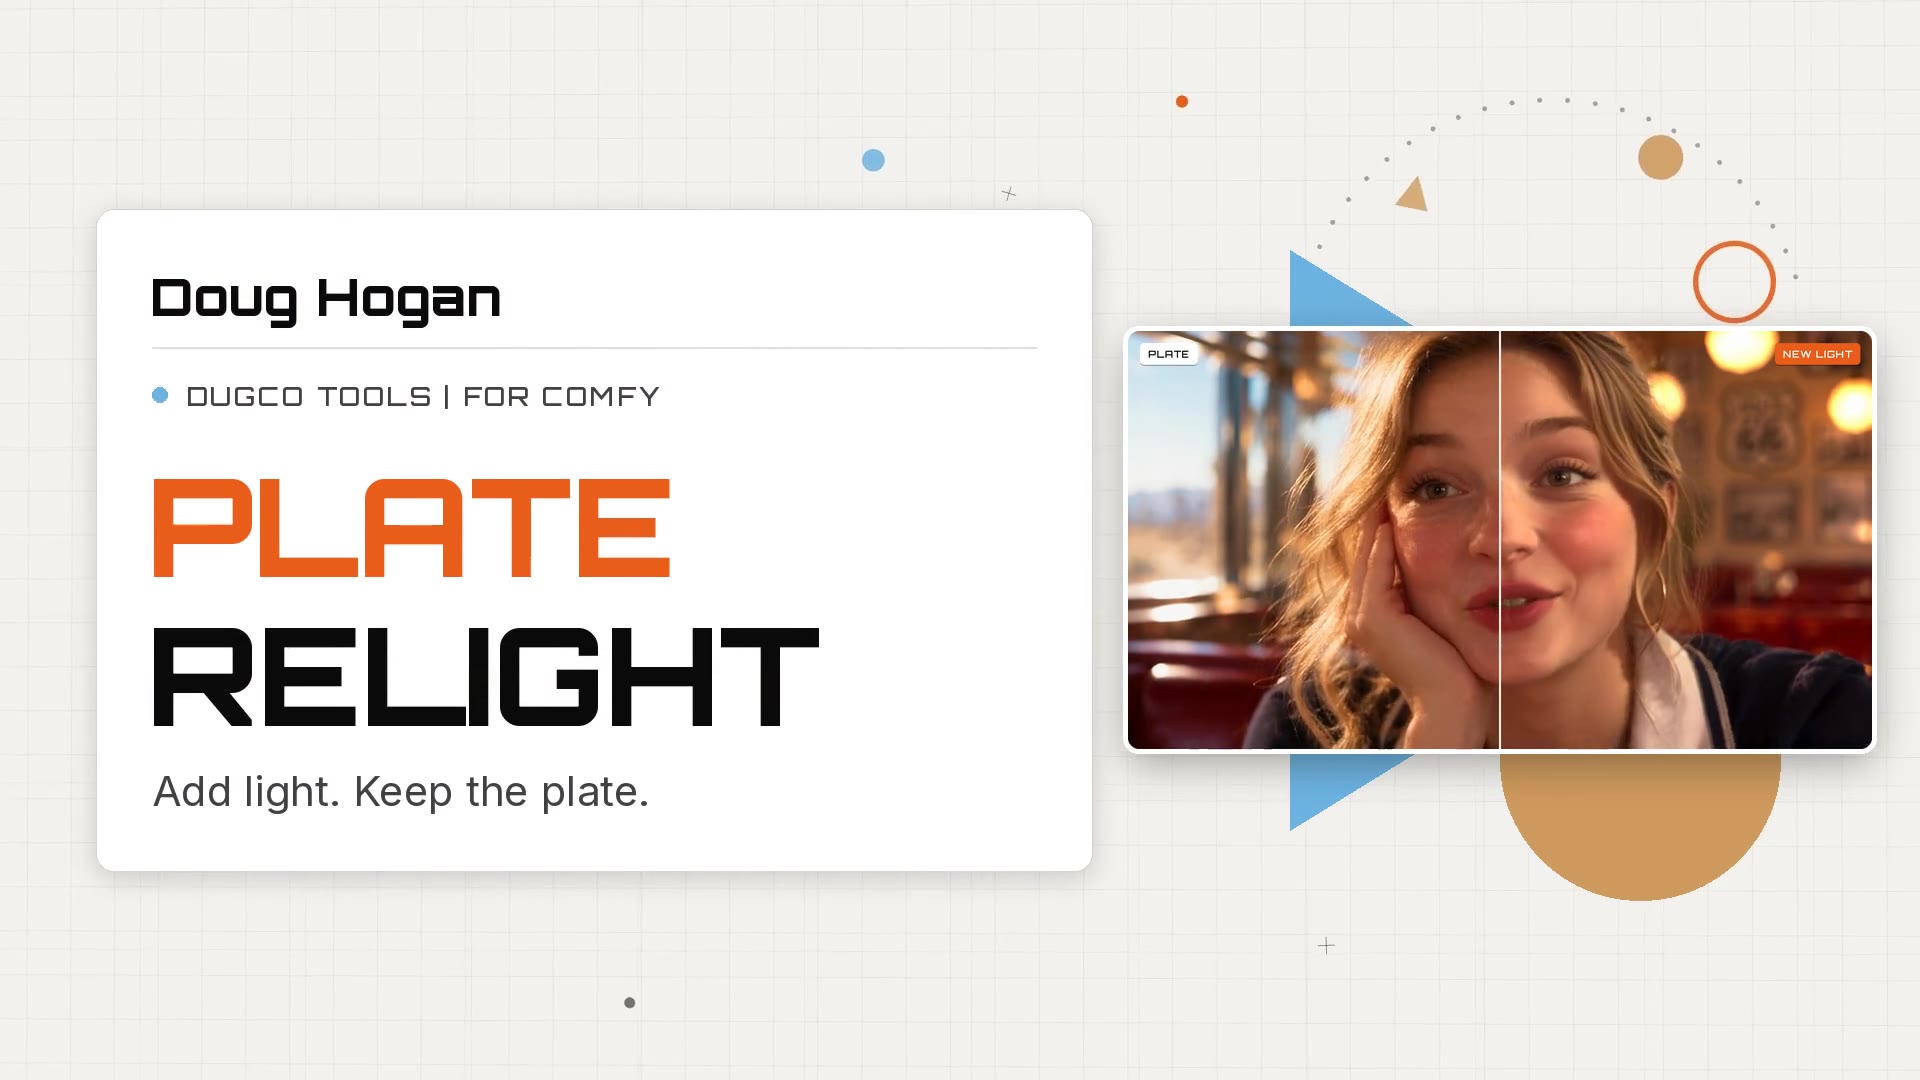 Doug Hogan
DUGCO TOOLS | FOR COMFY
PLATE
RELIGHT
Add light. Keep the plate.
PLATE
NEW LIGHT